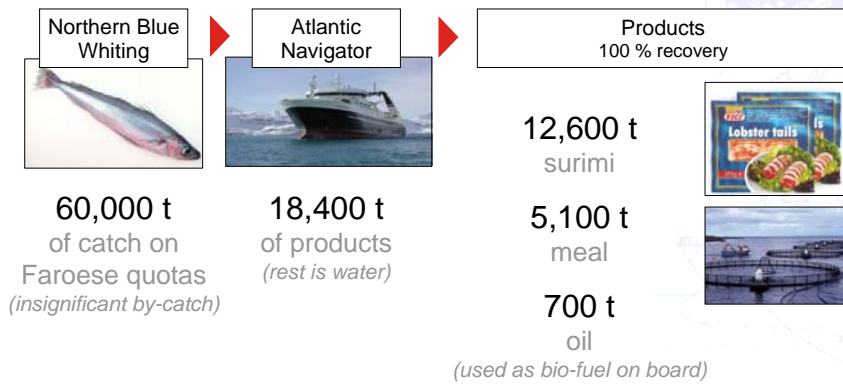 Northern Blue
Whiting
Atlantic
Navigator
Products
100 % recovery
60,000 t
of catch on
Faroese quotas
(insignificant by-catch)
18,400 t
of products
(rest is water)
12,600 t
surimi
5,100 t
meal
700 t
oil
(used as bio-fuel on board)
Lobster tails
ls